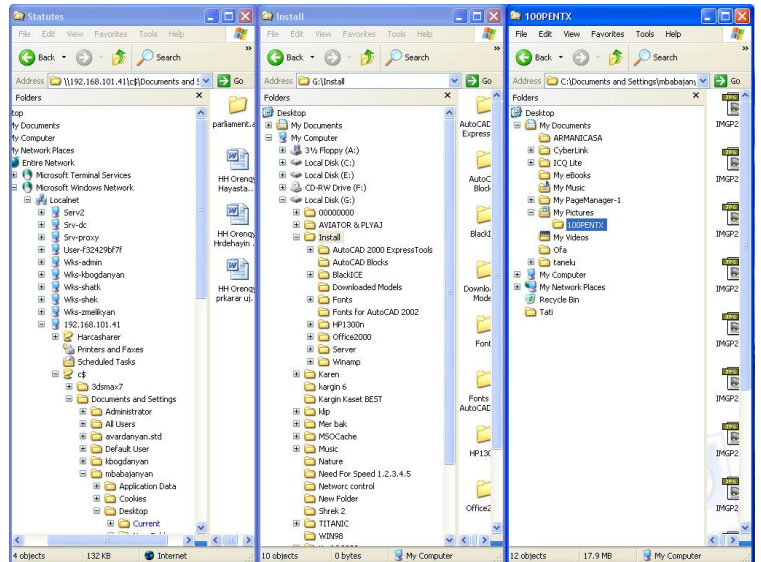 Statutes
File Edit View Favorites Tools Help
Back Search
Address \\192.168.101.41\c$\Documents and S Go
Folders
top
My Documents
My Computer
My Network Places
Entire Network
Microsoft Terminal Services
Microsoft Windows Network
Localnet
Serv2
Srv-dc
Srv-proxy
User-f32429bf7f
Wks-admin
Wks-kbogdanyan
Wks-shatk
Wks-shek
Wks-zmelikyan
192.168.101.41
Harcasharer
Printers and Faxes
Scheduled Tasks
c$
3dsmax7
Documents and Settings
Administrator
All Users
avardanyan.std
Default User
kbogdanyan
mbabajanyan
Application Data
Cookies
Desktop
Current
parliament.a
HH Orenqy
Hayasta..
HH Orenqy
Hrdehayin .
HH Orenqy
prkarar uj.
4 objects 132 KB Internet
Install
File Edit View Favorites Tools Help
Back Search
Address G:\Install Go
Folders
Desktop
My Documents
My Computer
3½ Floppy (A:)
Local Disk (C:)
Local Disk (E:)
CD-RW Drive (F:)
Local Disk (G:)
00000000
AVIATOR & PLYAJ
Install
AutoCAD 2000 ExpressTools
AutoCAD Blocks
BlackICE
Downloaded Models
Fonts
Fonts for AutoCAD 2002
HP1300n
Office2000
Server
Winamp
Karen
kargin 6
Kargin Kaset BEST
klip
Mer bak
MSOCache
Music
Nature
Need For Speed 1.2.3.4.5
Networc control
New Folder
Shrek 2
TITANIC
WIN98
AutoCAD
Express
AutoC
Block
BlackI
Downlo
Mode
Font
Fonts
AutoCAD
HP130
Office2
10 objects 0 bytes My Computer
100PENTX
File Edit View Favorites Tools Help
Back Search
Address C:\Documents and Settings\mbabajany Go
Folders
Desktop
My Documents
ARMANICASA
CyberLink
ICQ Lite
My eBooks
My Music
My PageManager-1
My Pictures
100PENTX
My Videos
Ofa
tanelu
My Computer
My Network Places
Recycle Bin
Tati
IMGP2
IMGP2
IMGP2
IMGP2
IMGP2
IMGP2
IMGP2
IMGP2
12 objects 17.9 MB My Computer